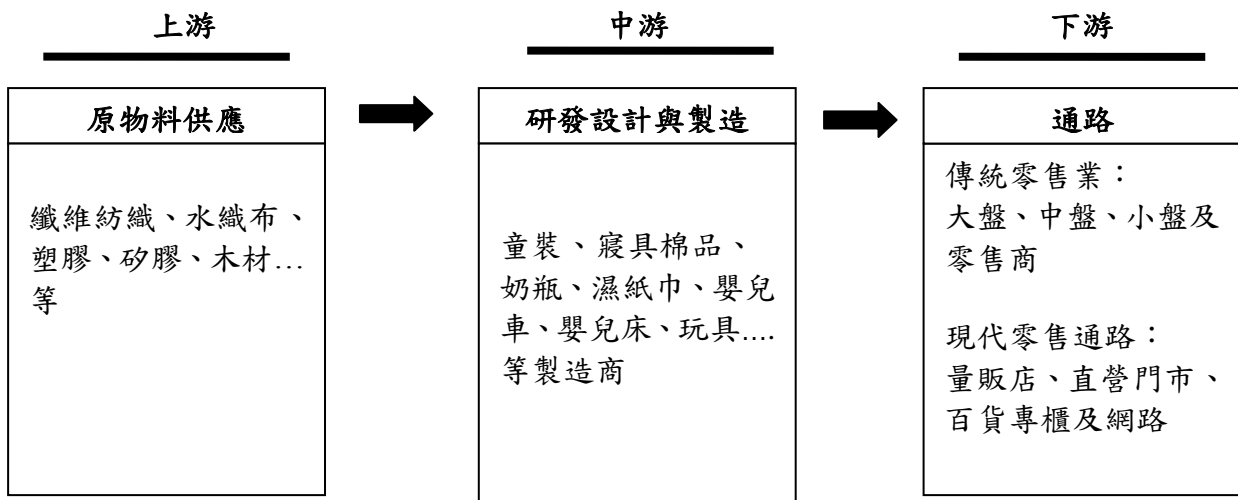 上游
原物料供應
纖維紡織、水織布、
塑膠、矽膠、木材…
等
中游
研發設計與製造
童裝、寢具棉品、
奶瓶、濕紙巾、嬰兒
車、嬰兒床、玩具....
等製造商
下游
通路
傳統零售業：
大盤、中盤、小盤及
零售商
現代零售通路：
量販店、直營門市、
百貨專櫃及網路